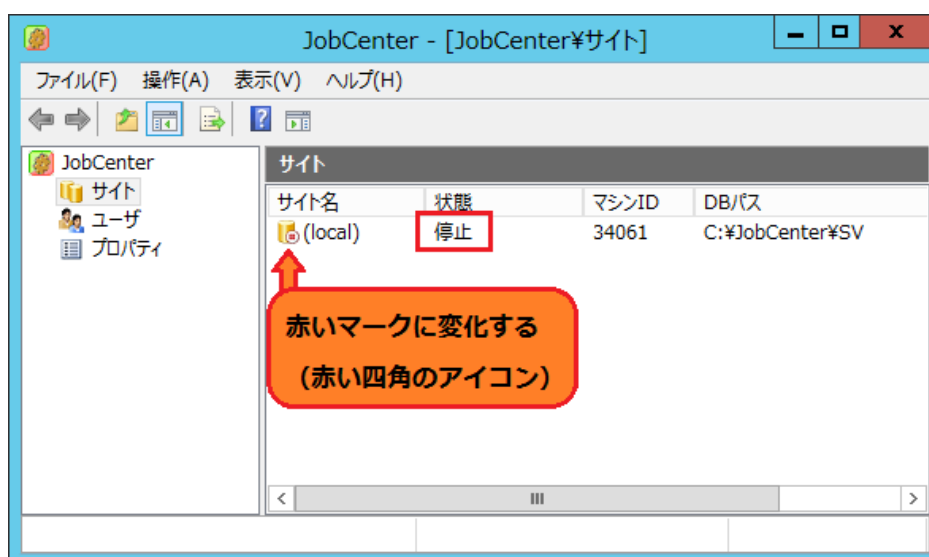 JobCenter - [JobCenter¥サイト]
ファイル(F) 操作(A) 表示(V) ヘルプ(H)
JobCenter
サイト
ユーザ
プロパティ
サイト
サイト名 状態 マシンID DBパス
(local) 停止 34061 C:¥JobCenter¥SV
赤いマークに変化する
（赤い四角のアイコン）